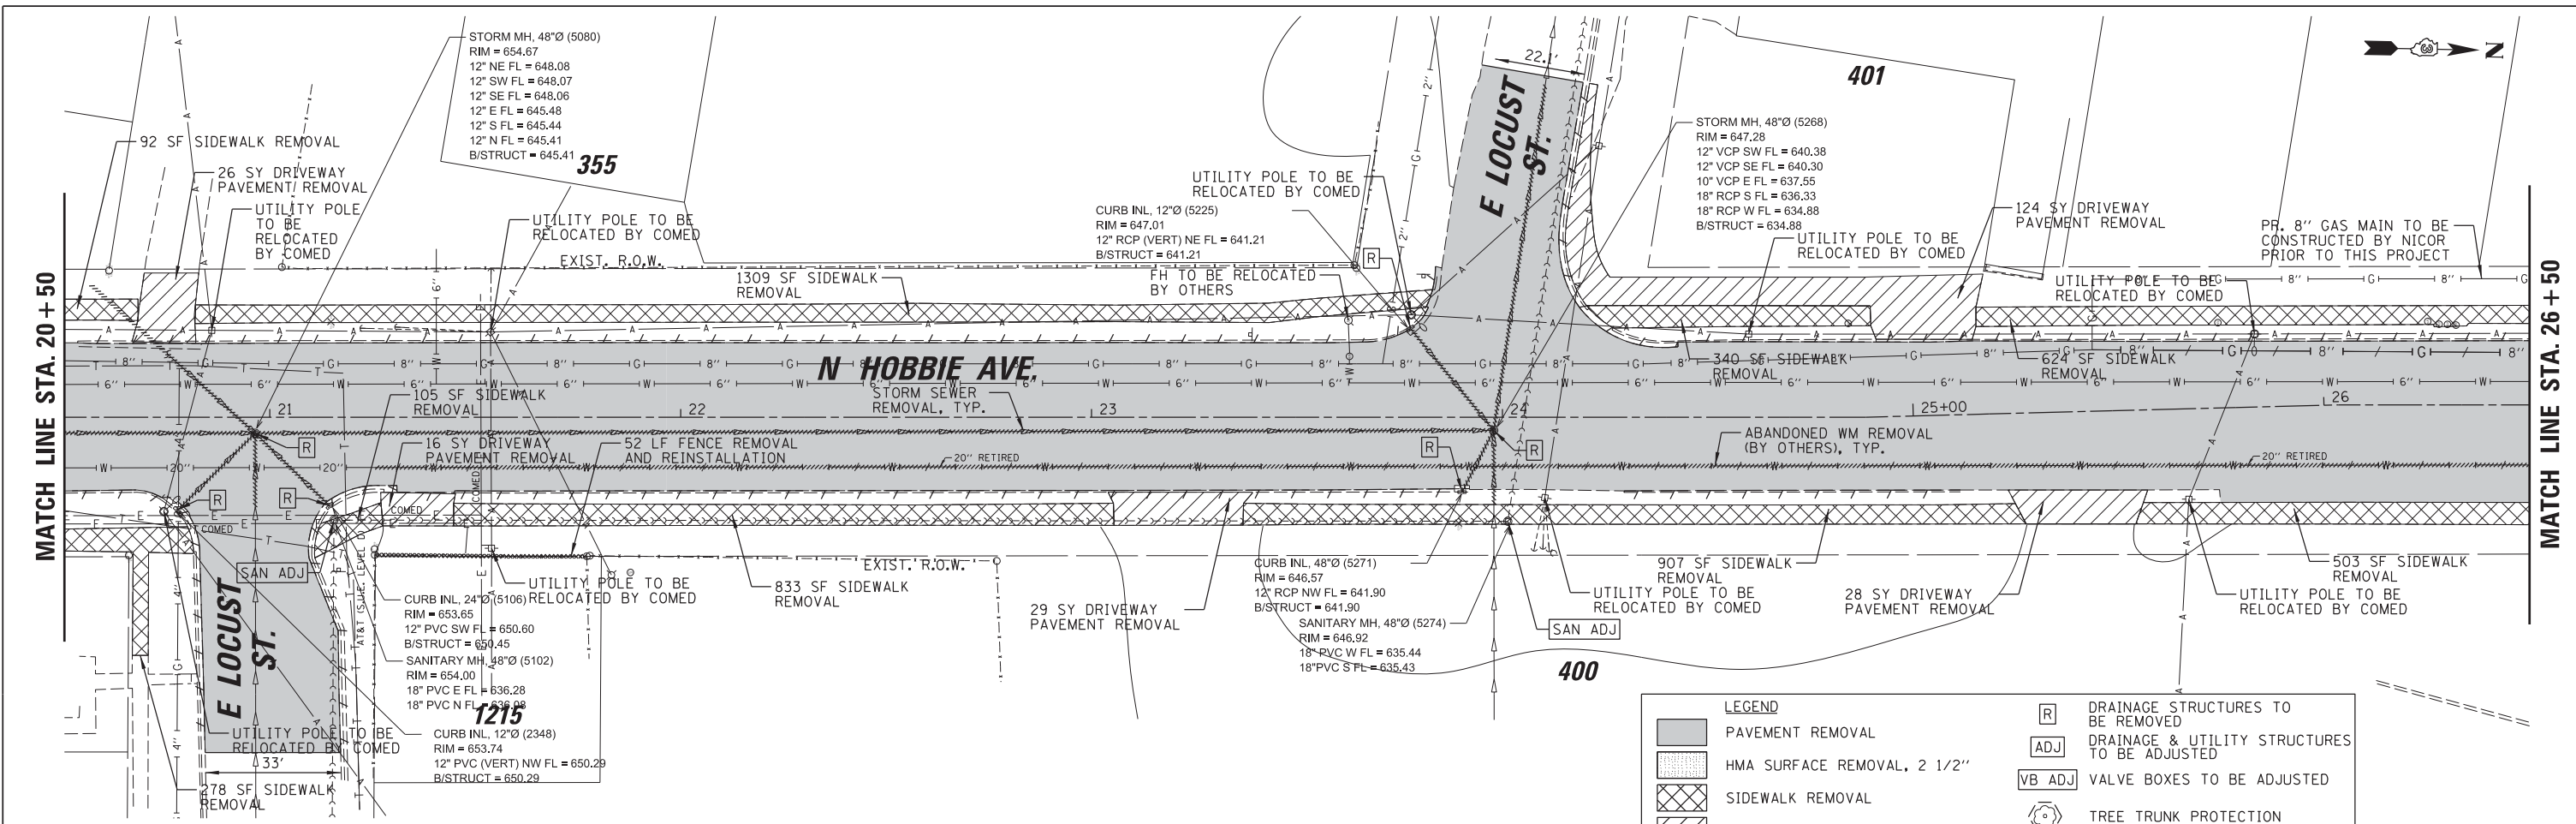 STORM MH, 48"Ø (5080)
RIM = 654.67
12" NE FL = 648.08
12" SW FL = 648.07
12" SE FL = 648.06
12" E FL = 645.48
12" S FL = 645.44
12" N FL = 645.41
B/STRUCT = 645.41
355
92 SF SIDEWALK REMOVAL
26 SY DRIVEWAY
PAVEMENT REMOVAL
UTILITY POLE
TO BE
RELOCATED
BY COMED
UTILITY POLE TO BE
RELOCATED BY COMED
EXIST. R.O.W.
1309 SF SIDEWALK
REMOVAL
UTILITY POLE TO BE
RELOCATED BY COMED
CURB INL, 12"Ø (5225)
RIM = 647.01
12" RCP (VERT) NE FL = 641.21
B/STRUCT = 641.21
FH TO BE RELOCATED
BY OTHERS
R
22.1'
E LOCUST
ST.
401
N
STORM MH, 48"Ø (5268)
RIM = 647.28
12" VCP SW FL = 640.38
12" VCP SE FL = 640.30
10" VCP E FL = 637.55
18" RCP S FL = 636.33
18" RCP W FL = 634.88
B/STRUCT = 634.88
124 SY DRIVEWAY
PAVEMENT REMOVAL
UTILITY POLE TO BE
RELOCATED BY COMED
PR. 8" GAS MAIN TO BE
CONSTRUCTED BY NICOR
PRIOR TO THIS PROJECT
UTILITY POLE TO BE
RELOCATED BY COMED
MATCH LINE STA. 20+50
MATCH LINE STA. 26+50
N HOBBIE AVE.
340 SF SIDEWALK
REMOVAL
624 SF SIDEWALK
REMOVAL
STORM SEWER
REMOVAL, TYP.
105 SF SIDEWALK
REMOVAL
21
22
23
24
25+00
26
16 SY DRIVEWAY
PAVEMENT REMOVAL
52 LF FENCE REMOVAL
AND REINSTALLATION
20" RETIRED
ABANDONED WM REMOVAL
(BY OTHERS), TYP.
20" RETIRED
R
R
R
R
R
COMED
COMED
COMED
SAN ADJ
E LOCUST
ST.
AT&T (S.U.E. LEVEL D)
UTILITY POLE TO BE
RELOCATED BY COMED
CURB INL, 24"Ø (5106)
RIM = 653.65
12" PVC SW FL = 650.60
B/STRUCT = 650.45
SANITARY MH, 48"Ø (5102)
RIM = 654.00
18" PVC E FL = 636.28
18" PVC N FL
1215
CURB INL, 12"Ø (2348)
RIM = 653.74
12" PVC (VERT) NW FL = 650.29
B/STRUCT = 650.29
UTILITY POLE TO BE
RELOCATED BY COMED
33'
278 SF SIDEWALK
REMOVAL
833 SF SIDEWALK
REMOVAL
EXIST. R.O.W.
29 SY DRIVEWAY
PAVEMENT REMOVAL
CURB INL, 48"Ø (5271)
RIM = 646.57
12" RCP NW FL = 641.90
B/STRUCT = 641.90
SANITARY MH, 48"Ø (5274)
RIM = 646.92
18" PVC W FL = 635.44
18"PVC S FL = 635.43
SAN ADJ
UTILITY POLE TO BE
RELOCATED BY COMED
907 SF SIDEWALK
REMOVAL
28 SY DRIVEWAY
PAVEMENT REMOVAL
UTILITY POLE TO BE
RELOCATED BY COMED
503 SF SIDEWALK
REMOVAL
400
LEGEND
PAVEMENT REMOVAL
HMA SURFACE REMOVAL, 2 1/2"
SIDEWALK REMOVAL
R
DRAINAGE STRUCTURES TO
BE REMOVED
ADJ
DRAINAGE & UTILITY STRUCTURES
TO BE ADJUSTED
VB ADJ
VALVE BOXES TO BE ADJUSTED
TREE TRUNK PROTECTION